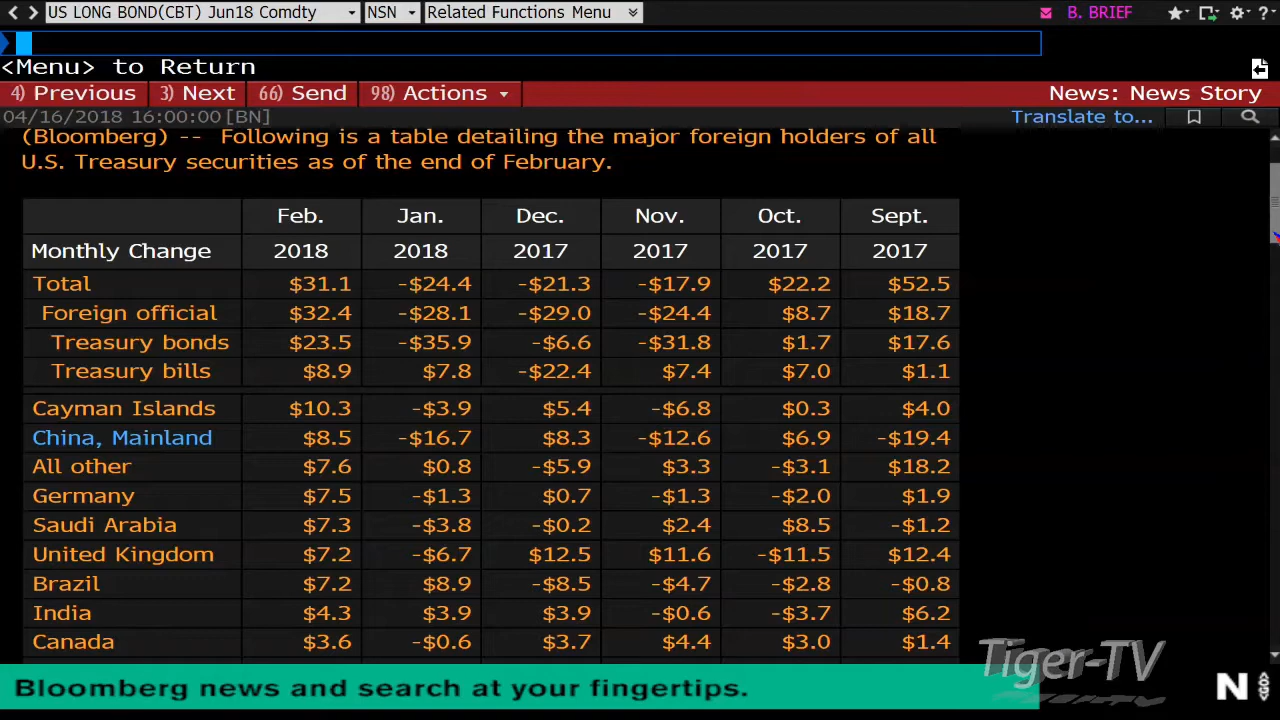 US LONG BOND(CBT) Jun18 Comdty NSN Related Functions Menu B. BRIEF ?
<Menu> to Return
4) Previous 3) Next 66) Send 98) Actions News: News Story
04/16/2018 16:00:00 [BN] Translate to...
(Bloomberg) -- Following is a table detailing the major foreign holders of all
U.S. Treasury securities as of the end of February.
Feb. Jan. Dec. Nov. Oct. Sept.
Monthly Change 2018 2018 2017 2017 2017 2017
Total $31.1 -$24.4 -$21.3 -$17.9 $22.2 $52.5
Foreign official $32.4 -$28.1 -$29.0 -$24.4 $8.7 $18.7
Treasury bonds $23.5 -$35.9 -$6.6 -$31.8 $1.7 $17.6
Treasury bills $8.9 $7.8 -$22.4 $7.4 $7.0 $1.1
Cayman Islands $10.3 -$3.9 $5.4 -$6.8 $0.3 $4.0
China, Mainland $8.5 -$16.7 $8.3 -$12.6 $6.9 -$19.4
All other $7.6 $0.8 -$5.9 $3.3 -$3.1 $18.2
Germany $7.5 -$1.3 $0.7 -$1.3 -$2.0 $1.9
Saudi Arabia $7.3 -$3.8 -$0.2 $2.4 $8.5 -$1.2
United Kingdom $7.2 -$6.7 $12.5 $11.6 -$11.5 $12.4
Brazil $7.2 $8.9 -$8.5 -$4.7 -$2.8 -$0.8
India $4.3 $3.9 $3.9 -$0.6 -$3.7 $6.2
Canada $3.6 -$0.6 $3.7 $4.4 $3.0 $1.4
Tiger-TV
Bloomberg news and search at your fingertips. N